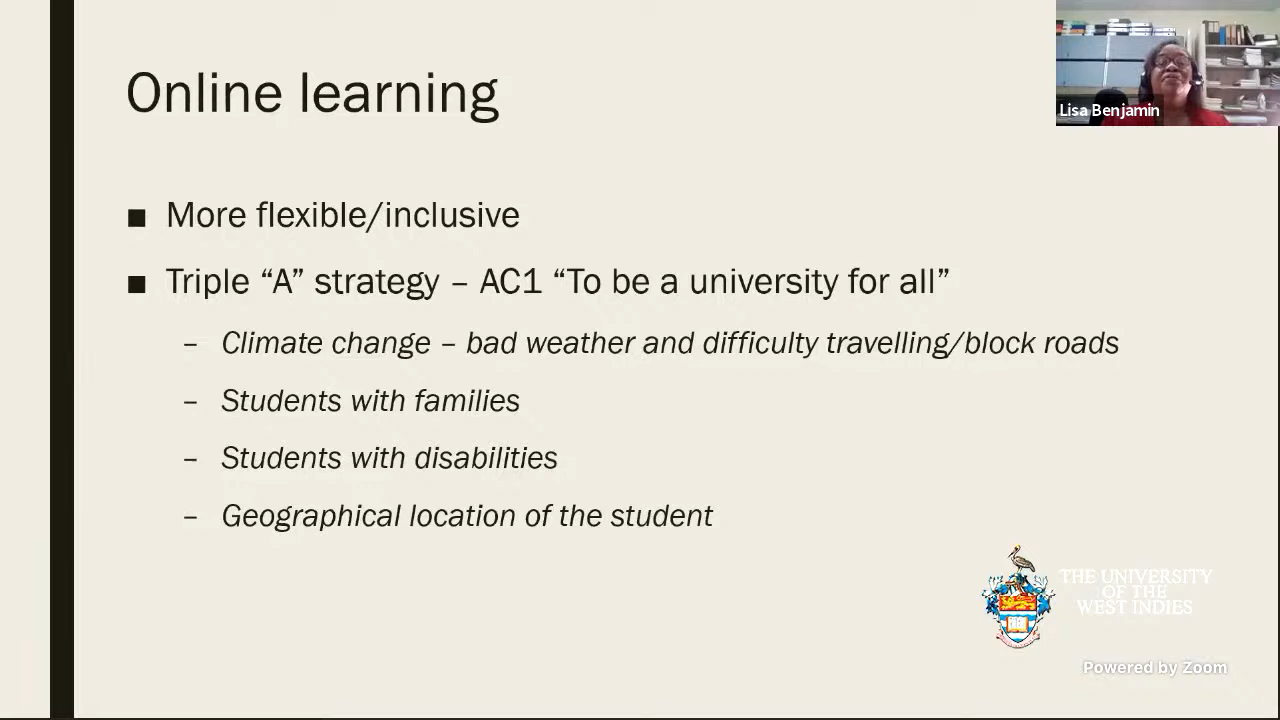 Online learning
Lisa Benjamin
■ More flexible/inclusive
■ Triple “A” strategy – AC1 “To be a university for all”
– Climate change – bad weather and difficulty travelling/block roads
– Students with families
– Students with disabilities
– Geographical location of the student
THE UNIVERSITY
OF THE
WEST INDIES
Powered by Zoom